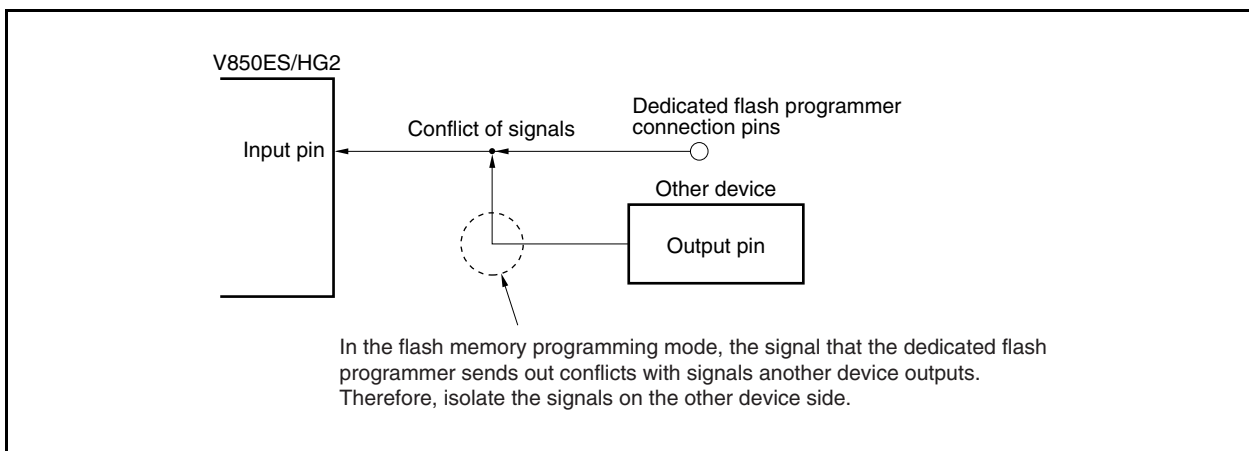 V850ES/HG2
Dedicated flash programmer
connection pins
Conflict of signals
Input pin
Other device
Output pin
In the flash memory programming mode, the signal that the dedicated flash
programmer sends out conflicts with signals another device outputs.
Therefore, isolate the signals on the other device side.